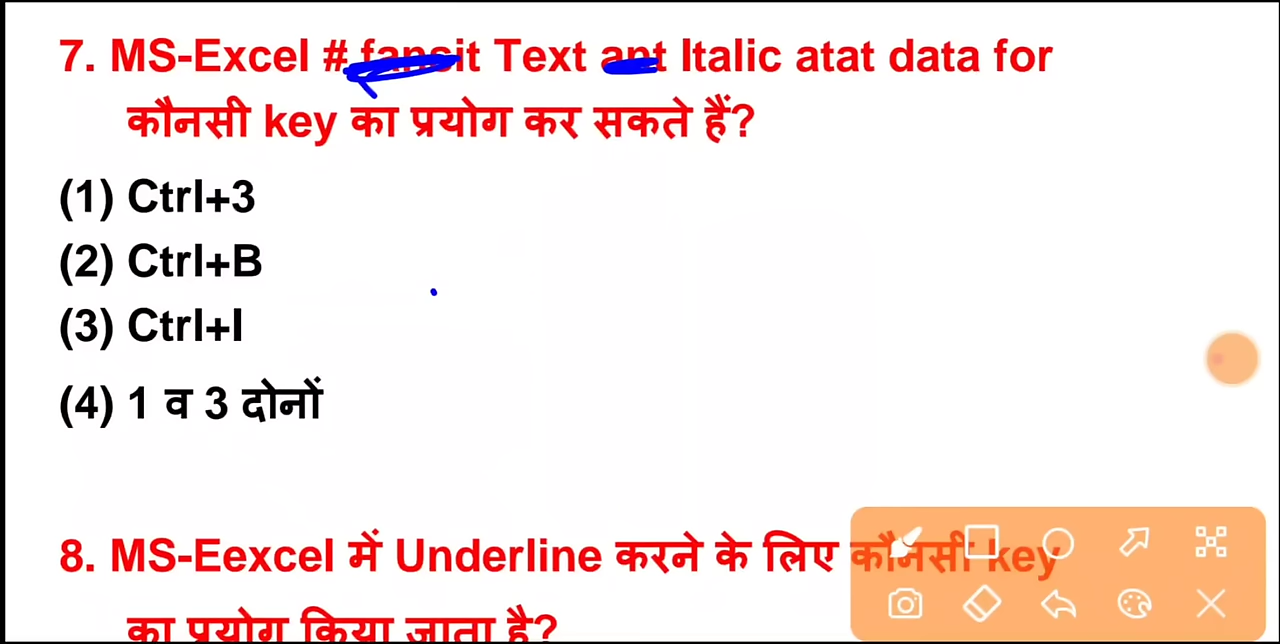 7. MS-Excel # fansit Text ant Italic atat data for
कौनसी key का प्रयोग कर सकते हैं?
(1) Ctrl+3
(2) Ctrl+B
(3) Ctrl+I
(4) 1 व 3 दोनों
8. MS-Eexcel में Underline करने के लिए कौनसी key
का प्रयोग किया जाता है?